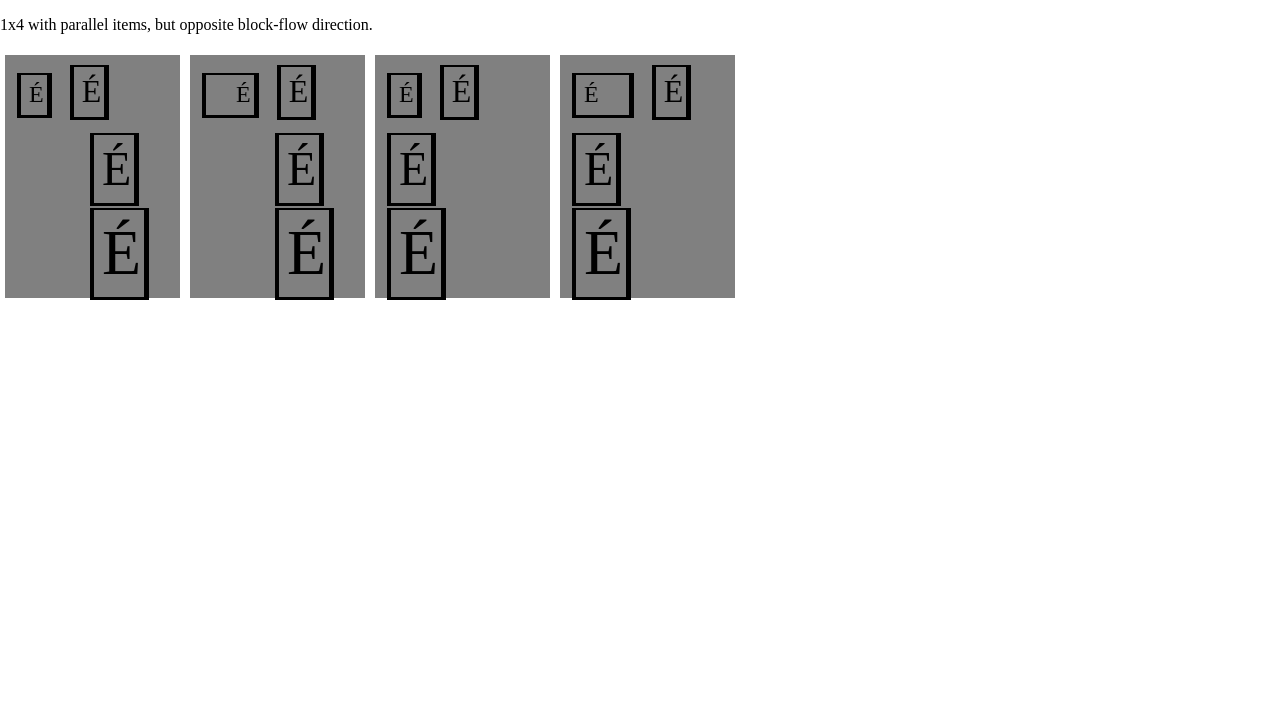 1x4 with parallel items, but opposite block-flow direction.
É É É É É É É É
É É É É
É É É É